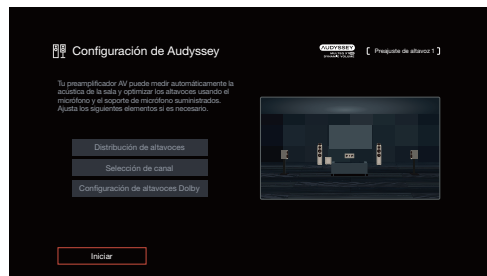 Configuración de Audyssey
AUDYSSEY
[ Preajuste de altavoz 1 ]
Tu preamplificador AV puede medir automáticamente la
acústica de la sala y optimizar los altavoces usando el
micrófono y el soporte de micrófono suministrados.
Ajusta los siguientes elementos si es necesario.
Distribución de altavoces
Selección de canal
Configuración de altavoces Dolby
Iniciar